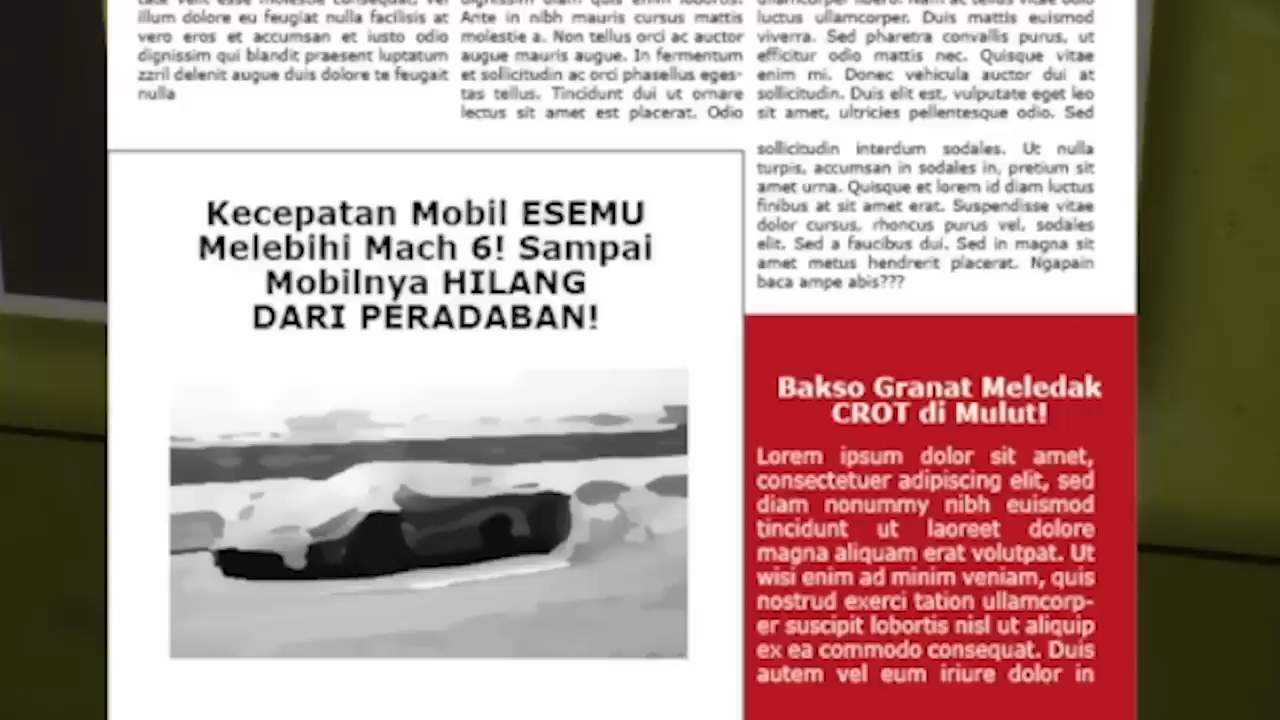 illum dolore eu feugiat nulla facilisis at
vero eros et accumsan et iusto odio
dignissim qui blandit praesent luptatum
zzril delenit augue duis dolore te feugait
nulla
Ante in nibh mauris cursus mattis
molestie a. Non tellus orci ac auctor
augue mauris augue. In fermentum
et sollicitudin ac orci phasellus eges-
tas tellus. Tincidunt dui ut ornare
lectus sit amet est placerat. Odio
luctus ullamcorper. Duis mattis euismod
viverra. Sed pharetra convallis purus, ut
efficitur odio mattis nec. Quisque vitae
enim mi. Donec vehicula auctor dui at
sollicitudin. Duis elit est, vulputate eget leo
sit amet, ultricies pellentesque odio. Sed
sollicitudin interdum sodales. Ut nulla
turpis, accumsan in sodales in, pretium sit
amet urna. Quisque et lorem id diam luctus
finibus at sit amet erat. Suspendisse vitae
dolor cursus, rhoncus purus vel, sodales
elit. Sed a faucibus dui. Sed in magna sit
amet metus hendrerit placerat. Ngapain
baca ampe abis???
Kecepatan Mobil ESEMU
Melebihi Mach 6! Sampai
Mobilnya HILANG
DARI PERADABAN!
Bakso Granat Meledak
CROT di Mulut!
Lorem ipsum dolor sit amet,
consectetuer adipiscing elit, sed
diam nonummy nibh euismod
tincidunt ut laoreet dolore
magna aliquam erat volutpat. Ut
wisi enim ad minim veniam, quis
nostrud exerci tation ullamcorp-
er suscipit lobortis nisl ut aliquip
ex ea commodo consequat. Duis
autem vel eum iriure dolor in